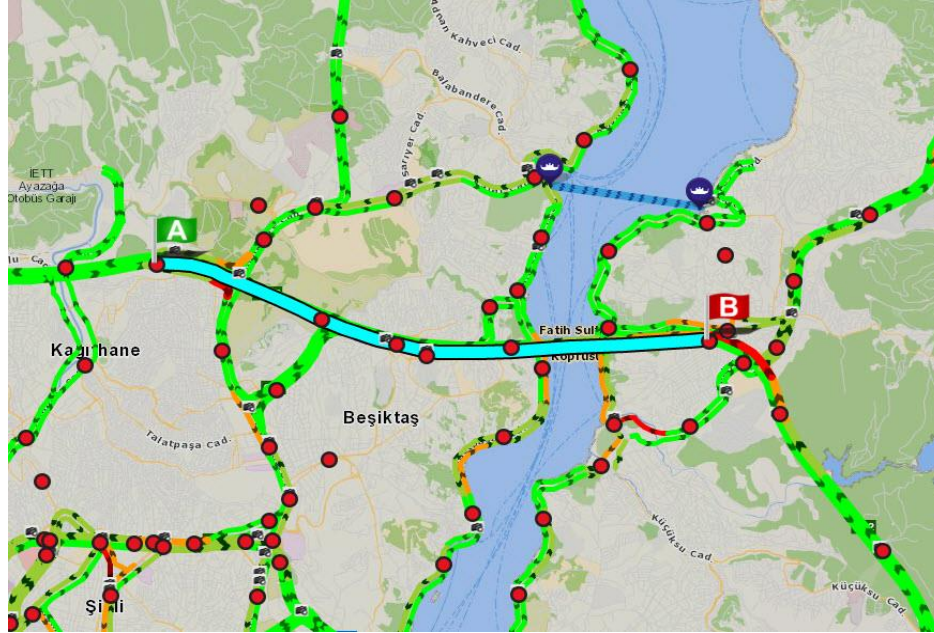 Adnan Kahveci Cad.
Balabandere Cad.
Sarıyer Cad.
İETT
Ayazağa
Otobüs Garajı
Cad.
A
B
Fatih Sul
Köprüsü
Kağıthane
Beşiktaş
Talatpaşa Cad.
Küçüksu Cad
Küçüksu Cad.